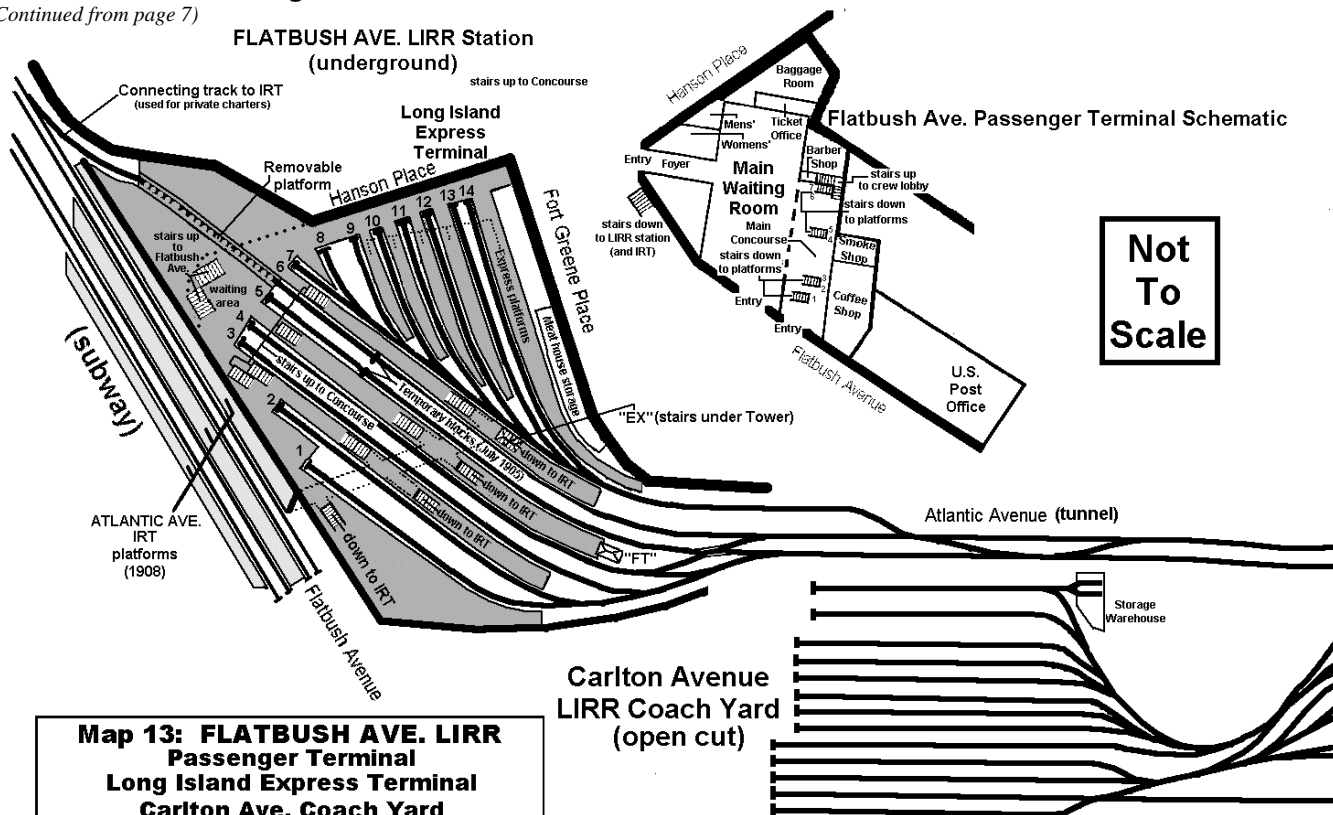 Continued from page 7)
FLATBUSH AVE. LIRR Station
(underground)
stairs up to Concourse
Connecting track to IRT
(used for private charters)
Long Island
Express
Terminal
Removable
platform
Hanson Place
Fort Greene Place
stairs up
to
Flatbush
Ave.
waiting
area
1
2
3
4
5
6
7
8
9
10
11
12
13
14
Express platforms
Meat house storage
stairs up to Concourse
Temporary blocks (July 1905)
"EX" (stairs under Tower)
down to IRT
down to IRT
down to IRT
down to IRT
"FT"
(subway)
ATLANTIC AVE.
IRT
platforms
(1908)
Flatbush Avenue
Atlantic Avenue (tunnel)
Hanson Place
Baggage
Room
Flatbush Ave. Passenger Terminal Schematic
Mens'
Womens'
Ticket
Office
Entry
Foyer
Barber
Shop
Main
Waiting
Room
stairs up
to crew lobby
stairs down
to platforms
stairs down
to LIRR station
(and IRT)
Main
Concourse
stairs down
to platforms
Smoke
Shop
Coffee
Shop
5
4
3
2
1
Entry
Entry
Flatbush Avenue
U.S.
Post
Office
Not
To
Scale
Storage
Warehouse
Carlton Avenue
LIRR Coach Yard
(open cut)
Map 13: FLATBUSH AVE. LIRR
Passenger Terminal
Long Island Express Terminal
Carlton Ave. Coach Yard